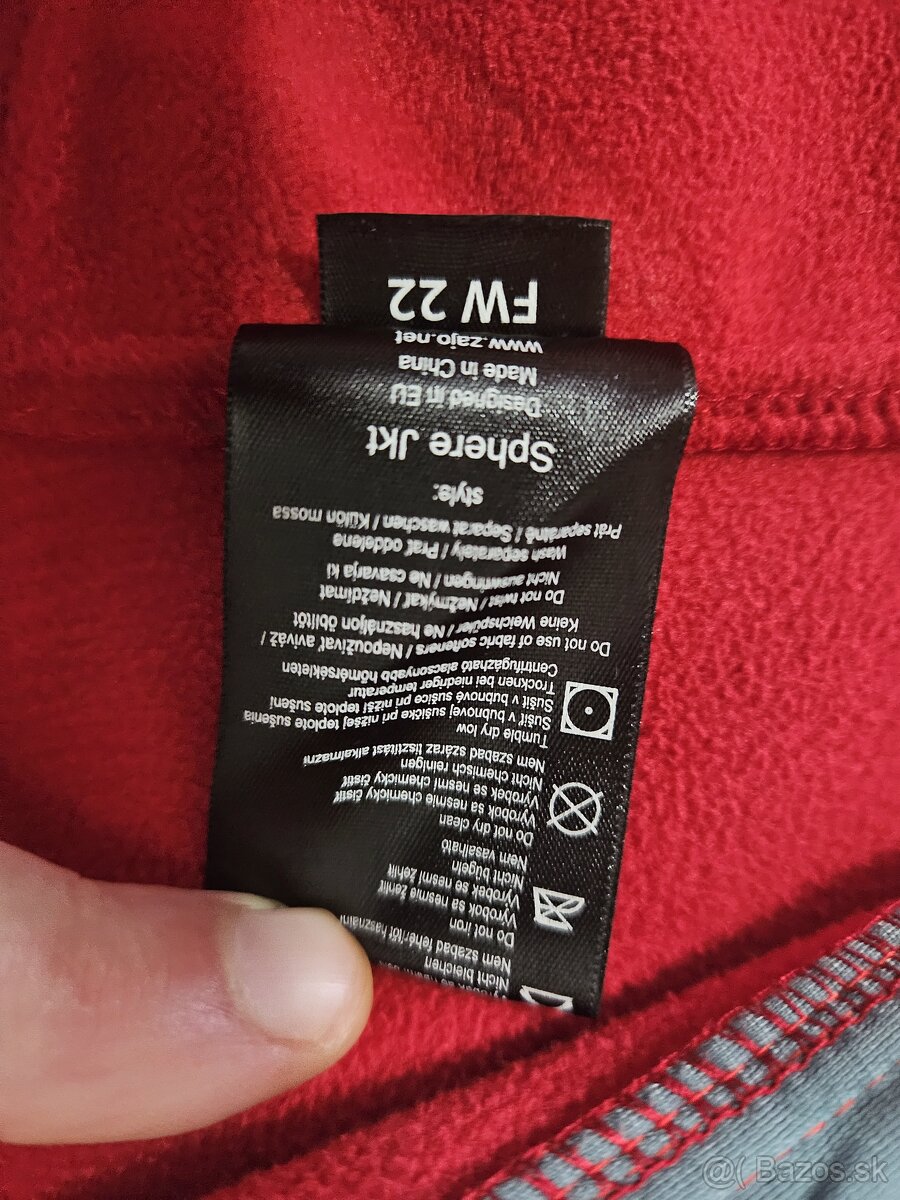 Nicht bleichen
Nem szabad fehérítőt használni
Do not iron
Výrobok sa nesmie žehliť
Výrobek se nesmí žehlit
Nicht bügeln
Nem vasalható
Do not dry clean
Výrobok sa nesmie chemicky čistiť
Výrobek se nesmí chemicky čistit
Nicht chemisch reinigen
Nem szabad száraz tisztítást alkalmazni
Tumble dry low
Sušiť v bubnovej sušičke pri nižšej teplote sušenia
Sušit v bubnové sušice pri nižší teplote sušení
Trocknen bei niedriger temperatur
Centrifugázható alacsonyabb hőmérsékleten
Do not use of fabric softeners / Nepoužívať aviváž /
Keine Weichspüler / Ne használjon öblítőt
Do not twist / Nežmýkať / Neždímat
Nicht auswringen / Ne csavarja ki
Wash separately / Prať oddelene
Prát separátně / Separat waschen / Külön mossa
style:
Sphere Jkt
Designed in EU
Made in China
www.zajo.net
FW 22
@( Bazos.sk